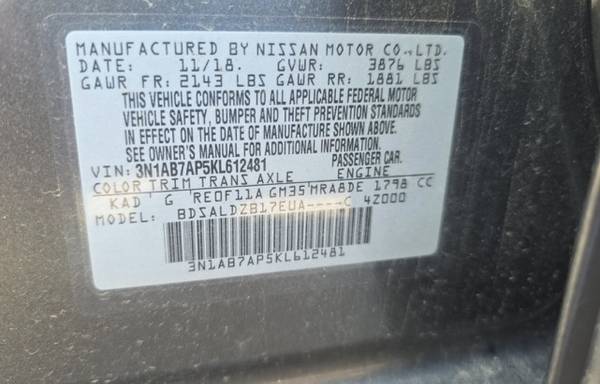 MANUFACTURED BY NISSAN MOTOR CO.,LTD.
DATE: 11/18. GVWR: 3876 LBS
GAWR FR: 2143 LBS GAWR RR: 1881 LBS
THIS VEHICLE CONFORMS TO ALL APPLICABLE FEDERAL MOTOR
VEHICLE SAFETY, BUMPER AND THEFT PREVENTION STANDARDS
IN EFFECT ON THE DATE OF MANUFACTURE SHOWN ABOVE.
SEE OWNER'S MANUAL FOR ADDITIONAL INFORMATION.
VIN: 3N1AB7AP5KL612481 PASSENGER CAR.
COLOR TRIM TRANS AXLE ENGINE
KAD G RE0F11A GM35 MRA8DE 1798 CC
MODEL: BDSALDZB17EUA----C 4Z000
3N1AB7AP5KL612481